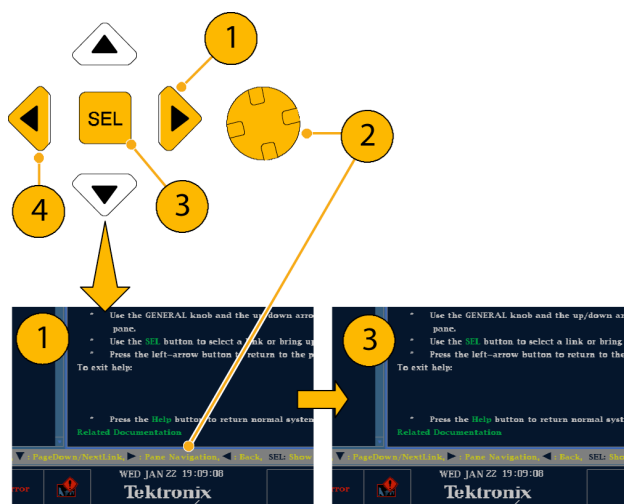 1
SEL
2
4
3
1
* Use the GENERAL knob and the up/down arro
pane.
* Use the SEL button to select a link or bring up
* Press the left-arrow button to return to the p
To exit help:
* Press the Help button to return normal system
Related Documentation
▼ : PageDown/NextLink, ► : Pane Navigation, ◄ : Back, SEL: Show
WED JAN 22 19:09:08
rror
Tektronix
3
* Use the GENERAL knob and the up/down ar
pane.
* Use the SEL button to select a link or bring
* Press the left-arrow button to return to the
To exit help:
* Press the Help button to return normal syst
Related Documentation
▼ : PageDown/NextLink, ► : Pane Navigation, ◄ : Back, SEL: Show
WED JAN 22 19:09:08
ror
Tektronix